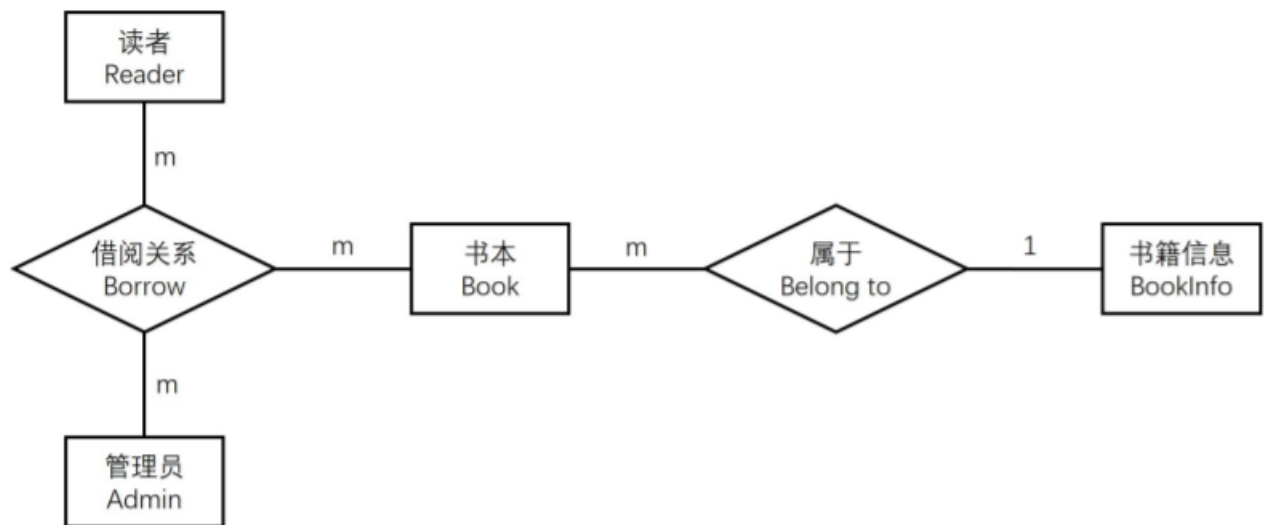 读者
Reader
m
借阅关系
Borrow
m
书本
Book
m
属于
Belong to
1
书籍信息
BookInfo
m
管理员
Admin